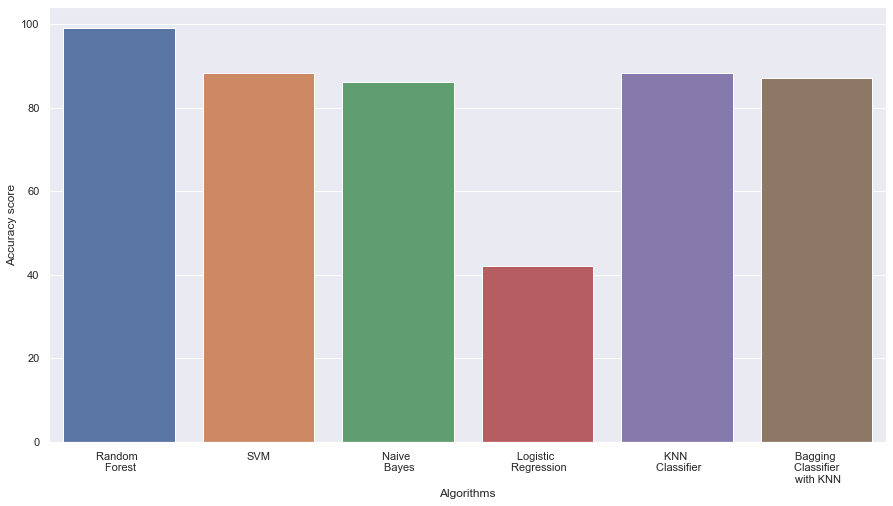 100
80
60
40
20
0
Accuracy score
Random
Forest
SVM
Naive
Bayes
Logistic
Regression
KNN
Classifier
Bagging
Classifier
with KNN
Algorithms